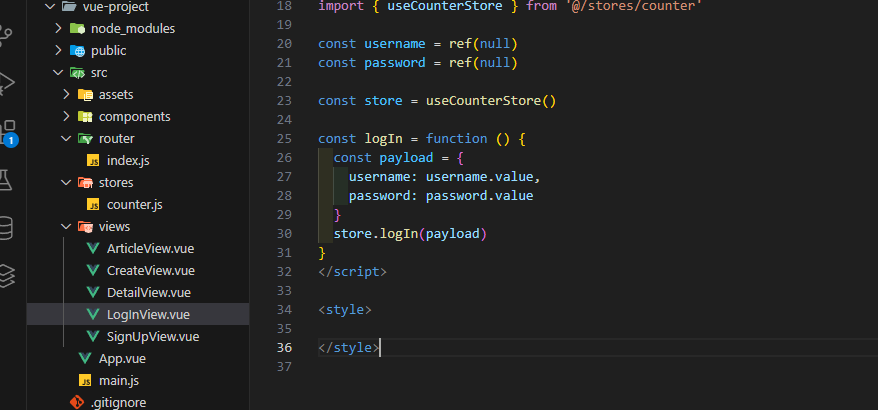 vue-project
node_modules
public
src
assets
components
router
JS index.js
stores
JS counter.js
views
ArticleView.vue
CreateView.vue
DetailView.vue
LogInView.vue
SignUpView.vue
App.vue
JS main.js
.gitignore
1
18 import { useCounterStore } from '@/stores/counter'
19
20 const username = ref(null)
21 const password = ref(null)
22
23 const store = useCounterStore()
24
25 const logIn = function () {
26 const payload = {
27 username: username.value,
28 password: password.value
29 }
30 store.logIn(payload)
31 }
32 </script>
33
34 <style>
35
36 </style>
37